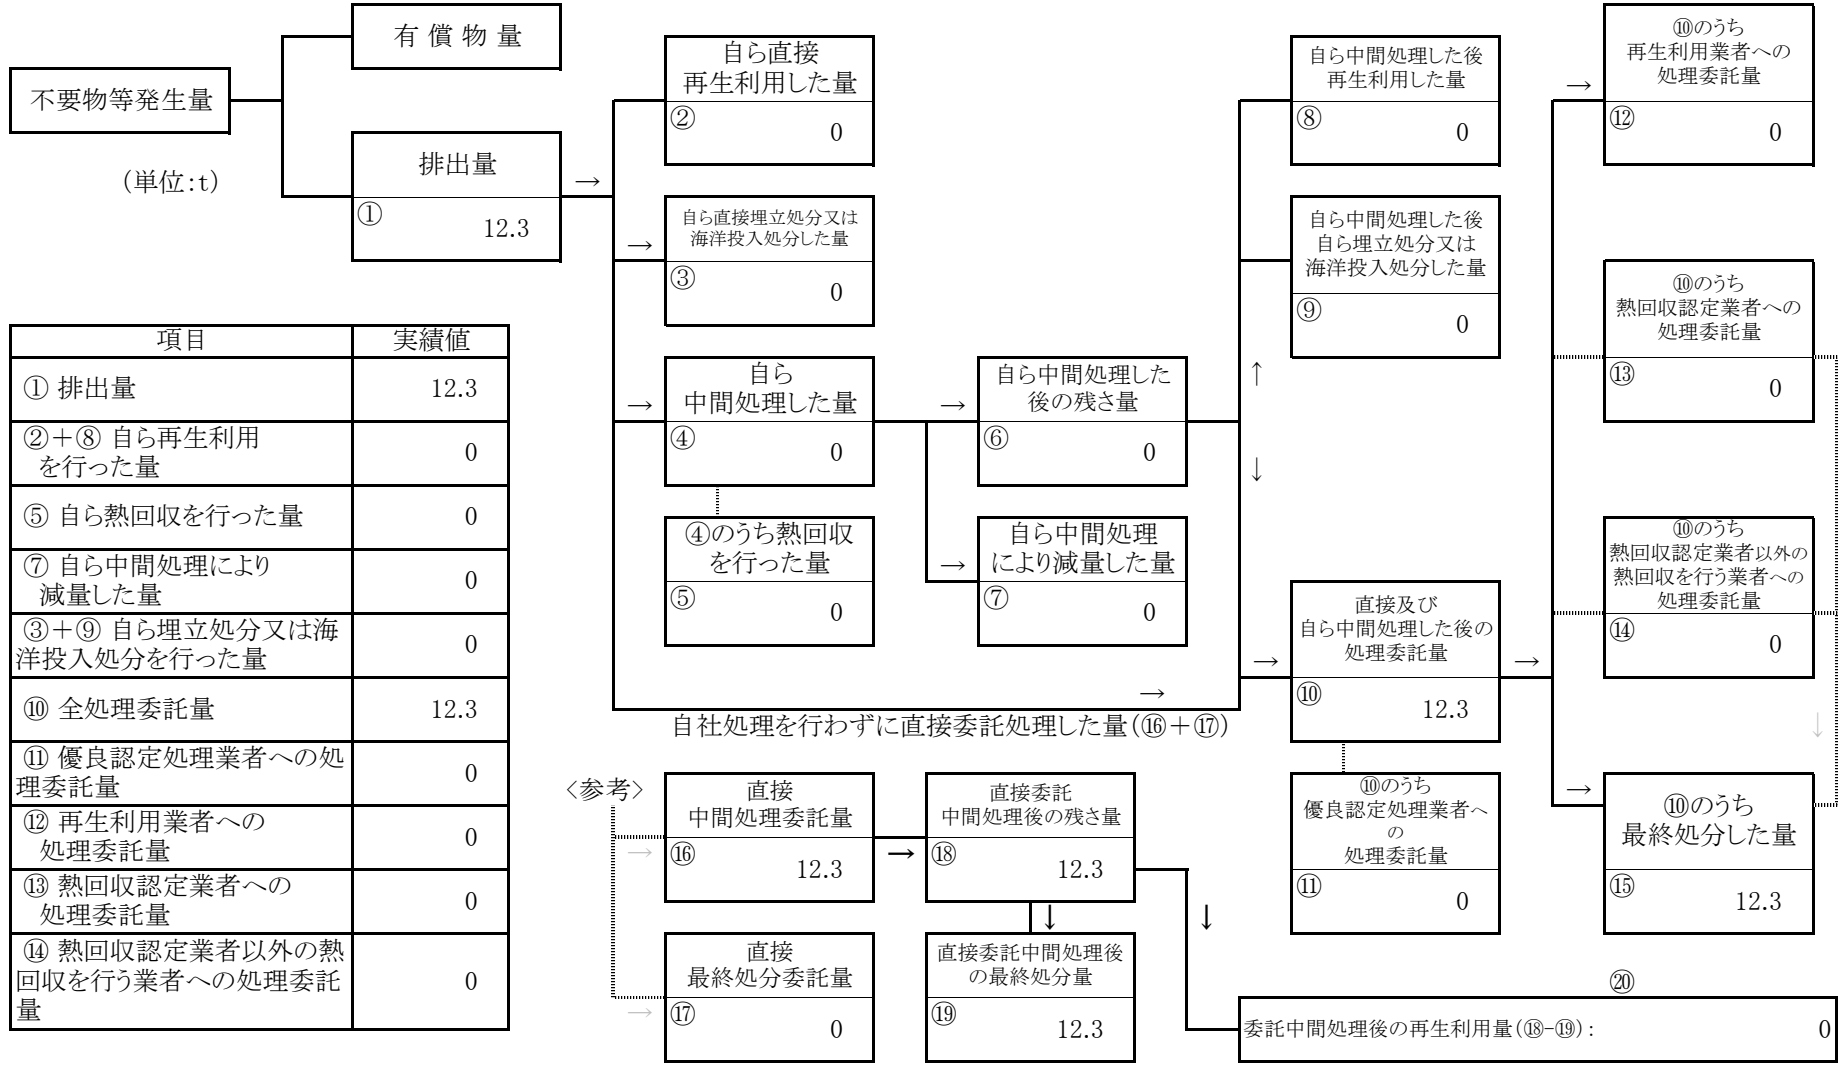 不要物等発生量
(単位:t)
有 償 物 量
排出量
①
12.3
→
自ら直接
再生利用した量
②
0
→
自ら直接埋立処分又は
海洋投入処分した量
③
0
→
自ら
中間処理した量
④
0
④のうち熱回収
を行った量
⑤
0
→
自ら中間処理した
後の残さ量
⑥
0
→
自ら中間処理
により減量した量
⑦
0
→
自社処理を行わずに直接委託処理した量(⑯+⑰)
↑
↓
自ら中間処理した後
再生利用した量
⑧
0
自ら中間処理した後
自ら埋立処分又は
海洋投入処分した量
⑨
0
→
直接及び
自ら中間処理した後の
処理委託量
⑩
12.3
⑩のうち
優良認定処理業者へ
の
処理委託量
⑪
0
→
→
⑩のうち
再生利用業者への
処理委託量
⑫
0
⑩のうち
熱回収認定業者への
処理委託量
⑬
0
⑩のうち
熱回収認定業者以外の
熱回収を行う業者への
処理委託量
⑭
0
↓
→
⑩のうち
最終処分した量
⑮
12.3
項目 実績値
① 排出量 12.3
②+⑧ 自ら再生利用
を行った量 0
⑤ 自ら熱回収を行った量 0
⑦ 自ら中間処理により
減量した量 0
③+⑨ 自ら埋立処分又は海
洋投入処分を行った量 0
⑩ 全処理委託量 12.3
⑪ 優良認定処理業者への処
理委託量 0
⑫ 再生利用業者への
処理委託量 0
⑬ 熱回収認定業者への
処理委託量 0
⑭ 熱回収認定業者以外の熱
回収を行う業者への処理委託
量 0
<参考>
→
直接
中間処理委託量
⑯
12.3
→
直接
最終処分委託量
⑰
0
→
直接委託
中間処理後の残さ量
⑱
12.3
↓
直接委託中間処理後
の最終処分量
⑲
12.3
↓
⑳
委託中間処理後の再生利用量(⑱-⑲): 0